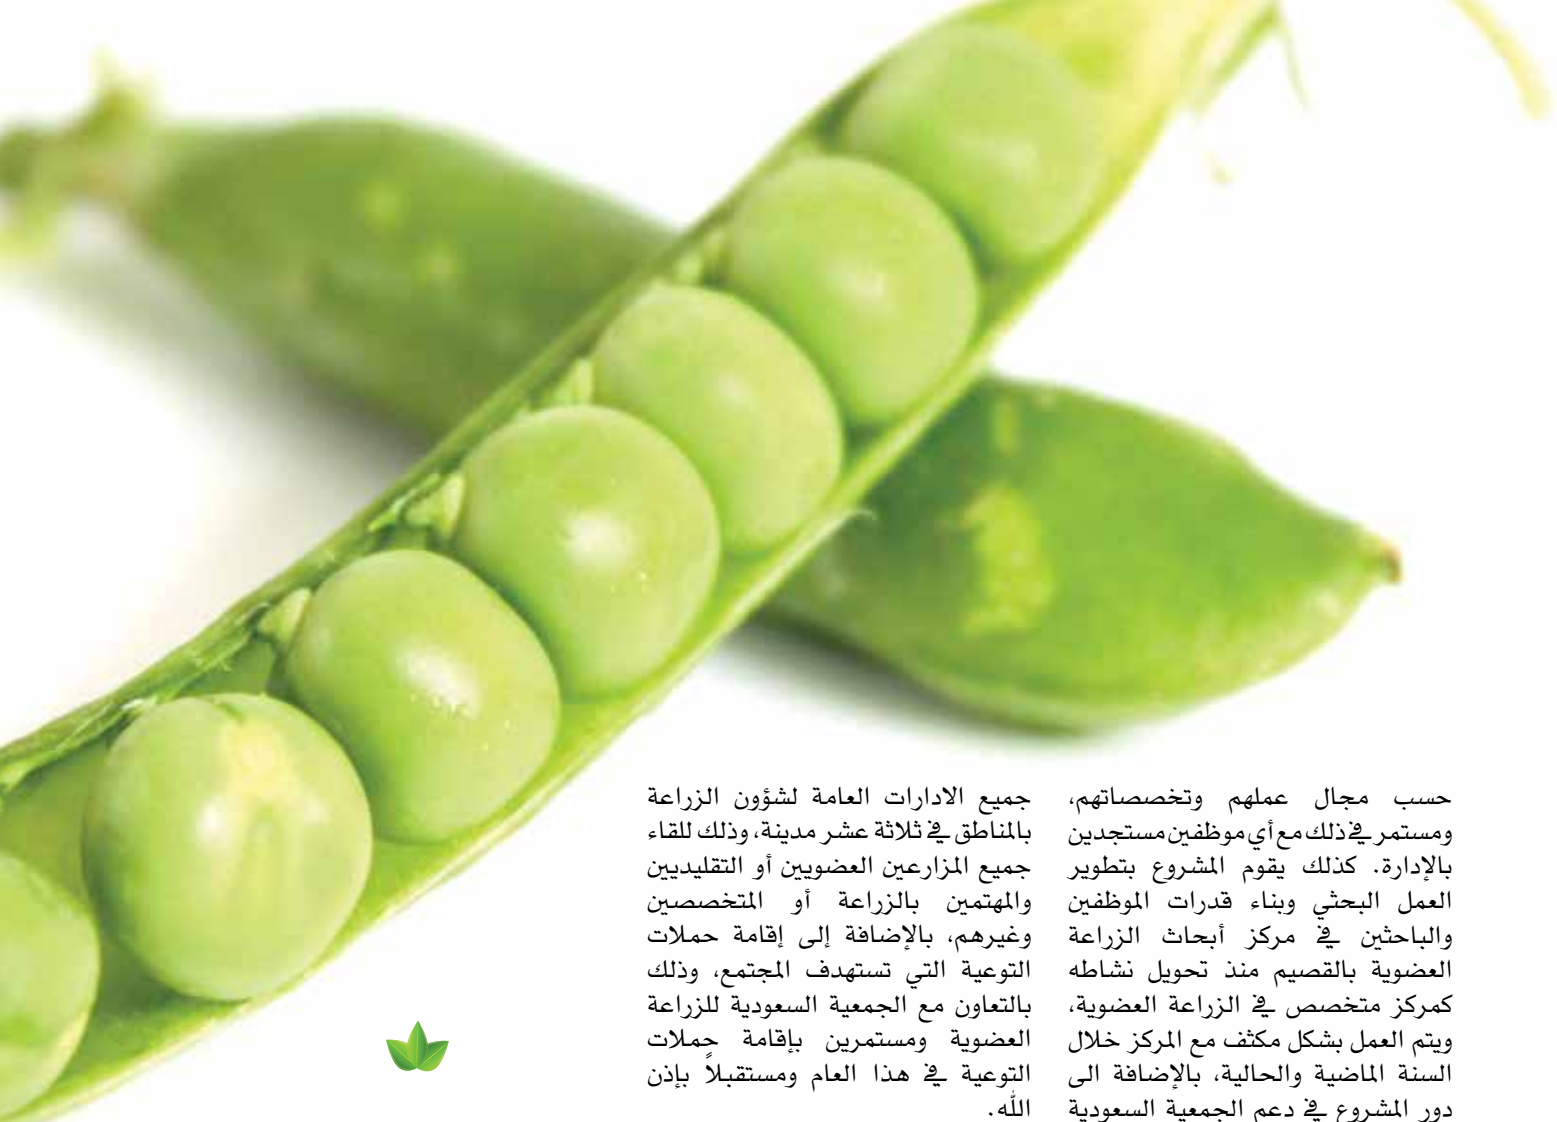 حسب مجال عملهم وتخصصاتهم،
ومستمر في ذلك مع أي موظفين مستجدين
بالإدارة. كذلك يقوم المشروع بتطوير
العمل البحثي وبناء قدرات الموظفين
والباحثين في مركز أبحاث الزراعة
العضوية بالقصيم منذ تحويل نشاطه
كمركز متخصص في الزراعة العضوية،
ويتم العمل بشكل مكثف مع المركز خلال
السنة الماضية والحالية، بالإضافة الى
دور المشروع في دعم الجمعية السعودية
جميع الادارات العامة لشؤون الزراعة
بالمناطق في ثلاثة عشر مدينة، وذلك للقاء
جميع المزارعين العضويين أو التقليديين
والمهتمين بالزراعة أو المتخصصين
وغيرهم، بالإضافة إلى إقامة حملات
التوعية التي تستهدف المجتمع، وذلك
بالتعاون مع الجمعية السعودية للزراعة
العضوية ومستمرين بإقامة حملات
التوعية في هذا العام ومستقبلاً بإذن
الله.